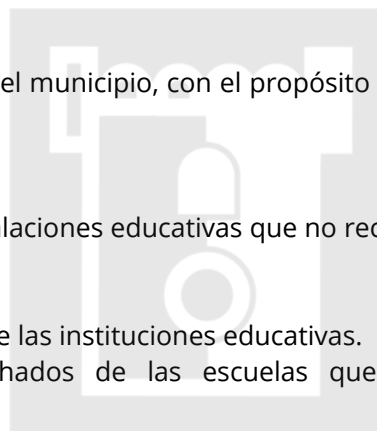 el municipio, con el propósito
laciones educativas que no rec
e las instituciones educativas.
hados de las escuelas que